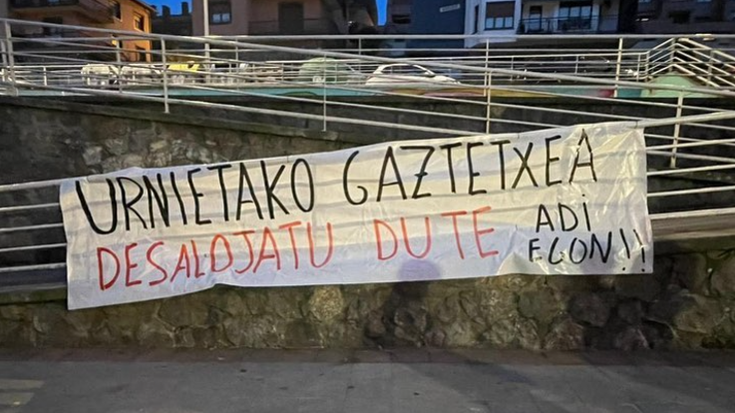 URNIETAKO GAZTETXEA
DESALOJATU DUTE ADi
EGON!!